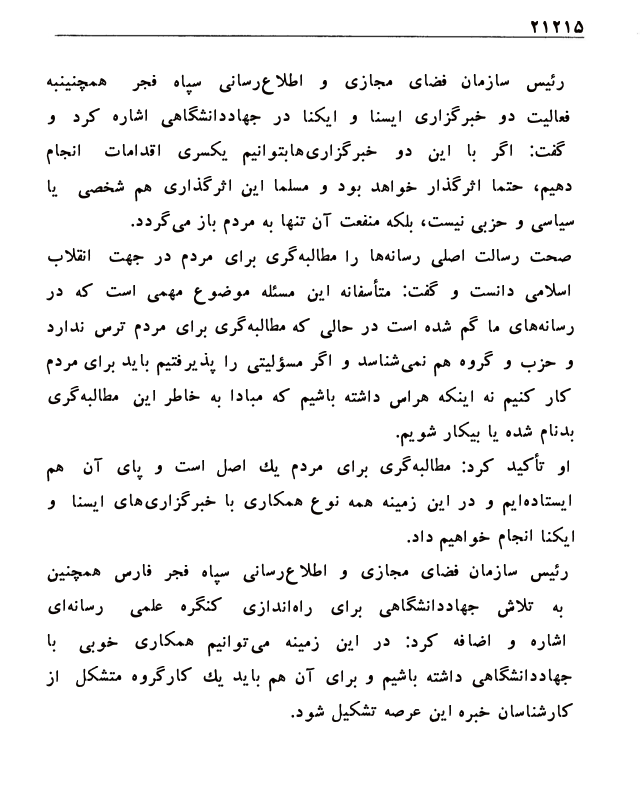 ۲۱۲۱۵
رئیس سازمان فضای مجازی و اطلاع‌رسانی سپاه فجر همچنینبه
فعالیت دو خبرگزاری ایسنا و ایکنا در جهاددانشگاهی اشاره کرد و
گفت: اگر با این دو خبرگزاری‌هابتوانیم یکسری اقدامات انجام
دهیم، حتما اثرگذار خواهد بود و مسلما این اثرگذاری هم شخصی یا
سیاسی و حزبی نیست، بلکه منفعت آن تنها به مردم باز می‌گردد.
صحت رسالت اصلی رسانه‌ها را مطالبه‌گری برای مردم در جهت انقلاب
اسلامی دانست و گفت: متأسفانه این مسئله موضوع مهمی است که در
رسانه‌های ما گم شده است در حالی که مطالبه‌گری برای مردم ترس ندارد
و حزب و گروه هم نمی‌شناسد و اگر مسؤلیتی را پذیرفتیم باید برای مردم
کار کنیم نه اینکه هراس داشته باشیم که مبادا به خاطر این مطالبه‌گری
بدنام شده یا بیکار شویم.
او تأکید کرد: مطالبه‌گری برای مردم یك اصل است و پای آن هم
ایستاده‌ایم و در این زمینه همه نوع همکاری با خبرگزاری‌های ایسنا و
ایکنا انجام خواهیم داد.
رئیس سازمان فضای مجازی و اطلاع‌رسانی سپاه فجر فارس همچنین
به تلاش جهاددانشگاهی برای راه‌اندازی کنگره علمی رسانه‌ای
اشاره و اضافه کرد: در این زمینه می‌توانیم همکاری خوبی با
جهاددانشگاهی داشته باشیم و برای آن هم باید یك کارگروه متشکل از
کارشناسان خبره این عرصه تشکیل شود.